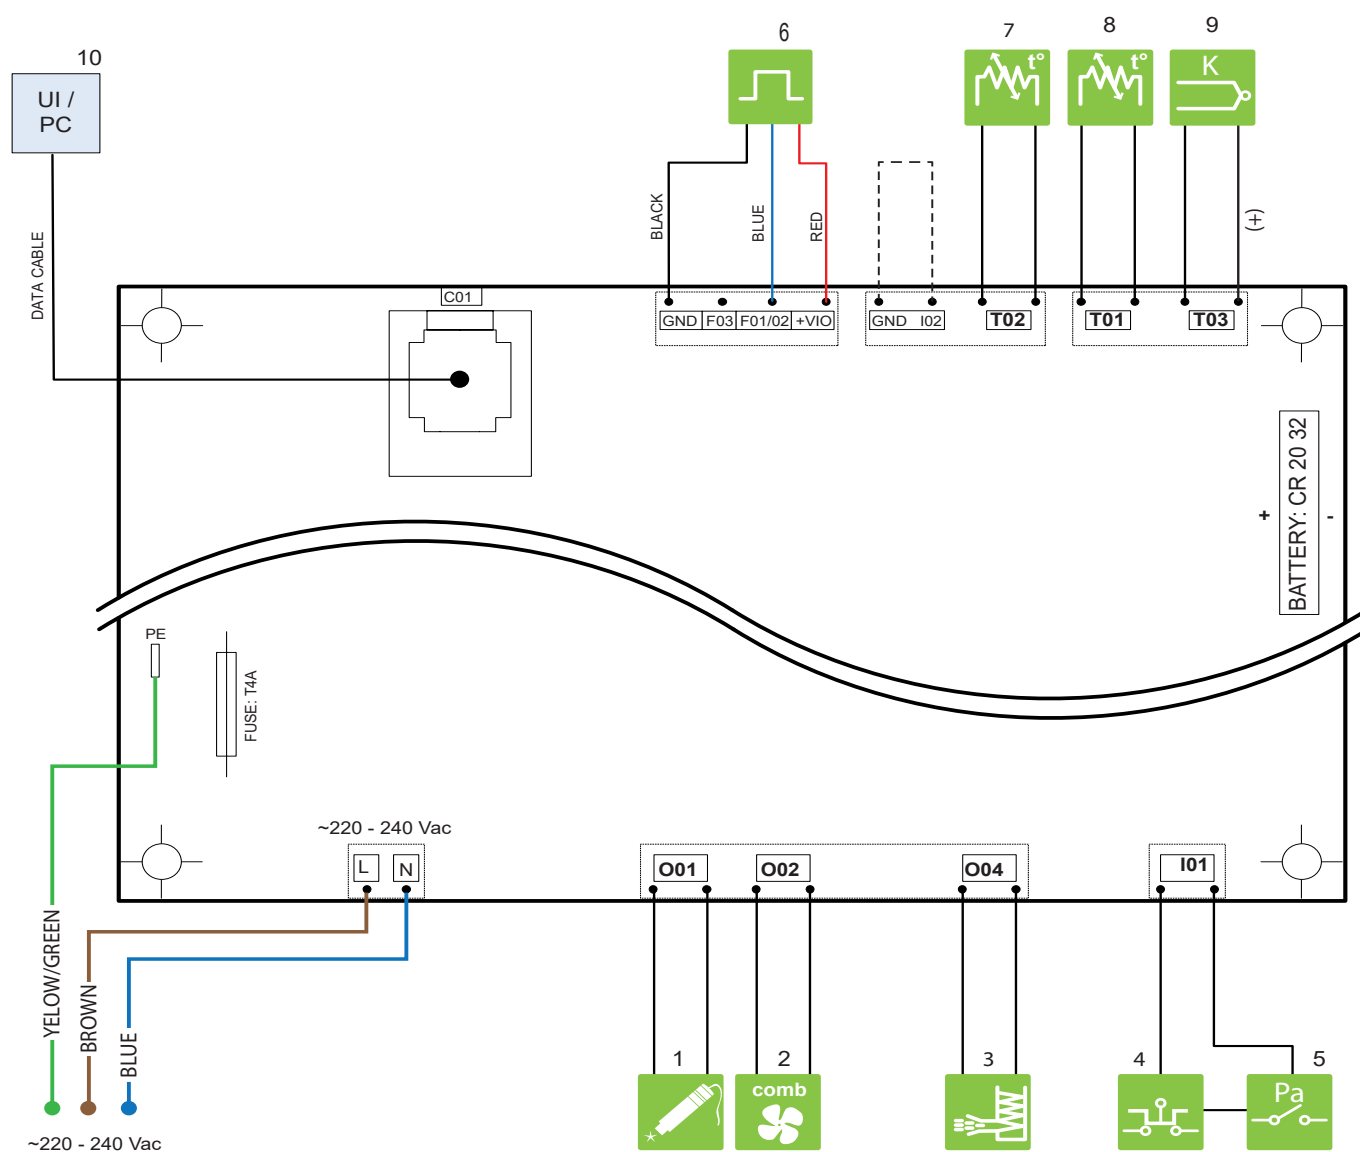 6
7
8
9
10
UI /
PC
t°
t°
K
BLACK
BLUE
RED
(+)
DATA CABLE
C01
GND F03 F01/02 +VIO
GND I02
T02
T01
T03
BATTERY: CR 20 32
+
-
PE
FUSE: T4A
~220 - 240 Vac
L
N
O01
O02
O04
I01
YELOW/GREEN
BROWN
BLUE
1
2
3
4
5
comb
Pa
~220 - 240 Vac